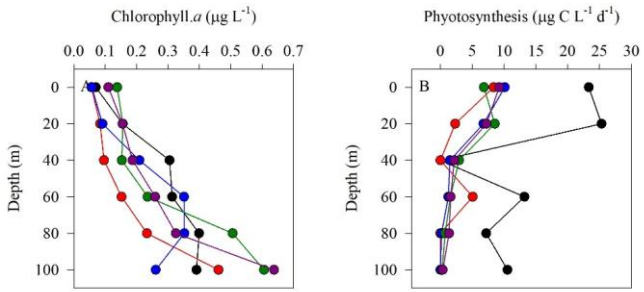 Chlorophyll.a (µg L⁻¹)
0.0 0.1 0.2 0.3 0.4 0.5 0.6 0.7
Depth (m)
0
20
40
60
80
100
A
Phyotosynthesis (µg C L⁻¹ d⁻¹)
0 5 10 15 20 25 30
Depth (m)
0
20
40
60
80
100
B